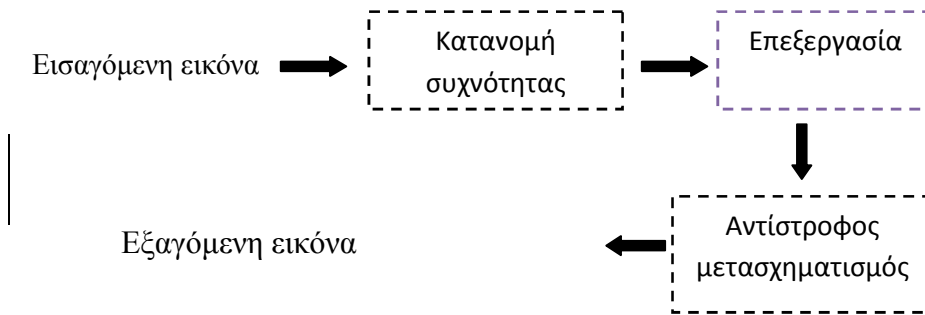 Εισαγόμενη εικόνα
Κατανομή
συχνότητας
Επεξεργασία
Αντίστροφος
μετασχηματισμός
Εξαγόμενη εικόνα